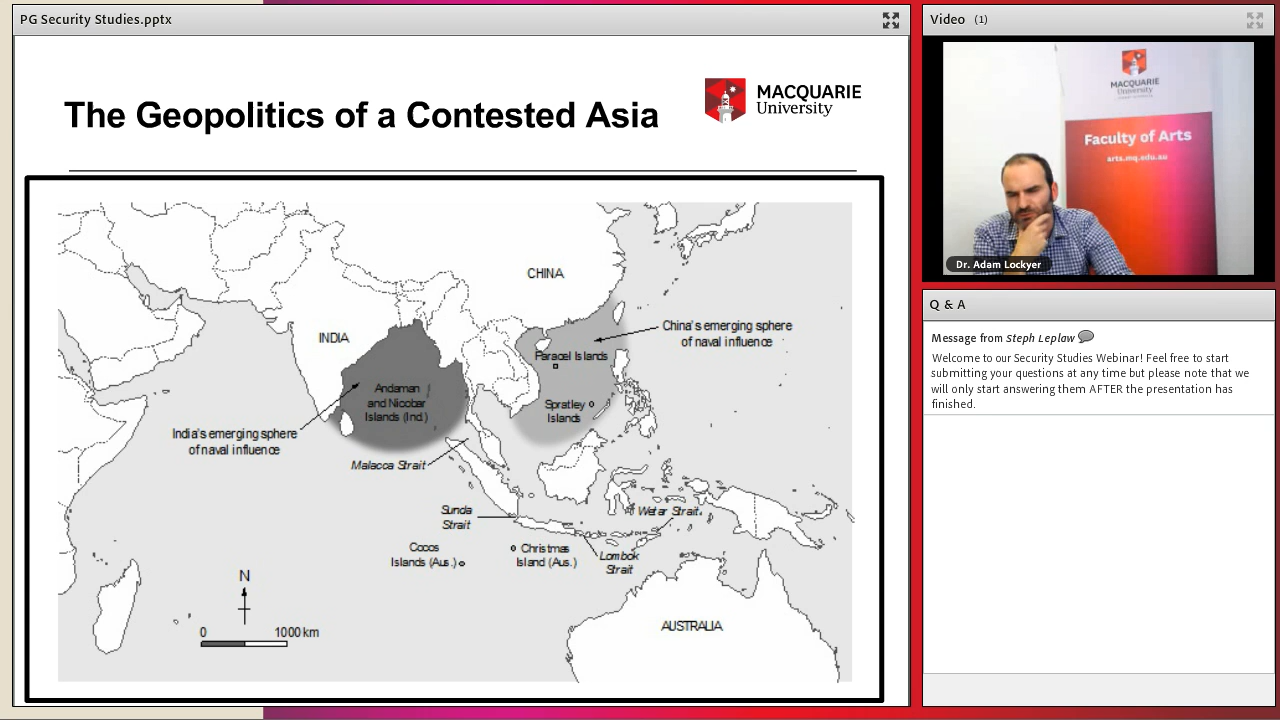 PG Security Studies.pptx
The Geopolitics of a Contested Asia
MACQUARIE
University
CHINA
INDIA
China's emerging sphere
of naval influence
Paracel Islands
Andaman
and Nicobar
Islands (Ind.)
Spratley
Islands
India's emerging sphere
of naval influence
Malacca Strait
Sunda
Strait
Wetar Strait
Cocos
Islands (Aus.)
Christmas
Island (Aus.)
Lombok
Strait
N
0 1000 km
AUSTRALIA
Video (1)
MACQUARIE
University
Faculty of Arts
arts.mq.edu.au
Dr. Adam Lockyer
Q & A
Message from Steph Leplaw
Welcome to our Security Studies Webinar! Feel free to start
submitting your questions at any time but please note that we
will only start answering them AFTER the presentation has
finished.